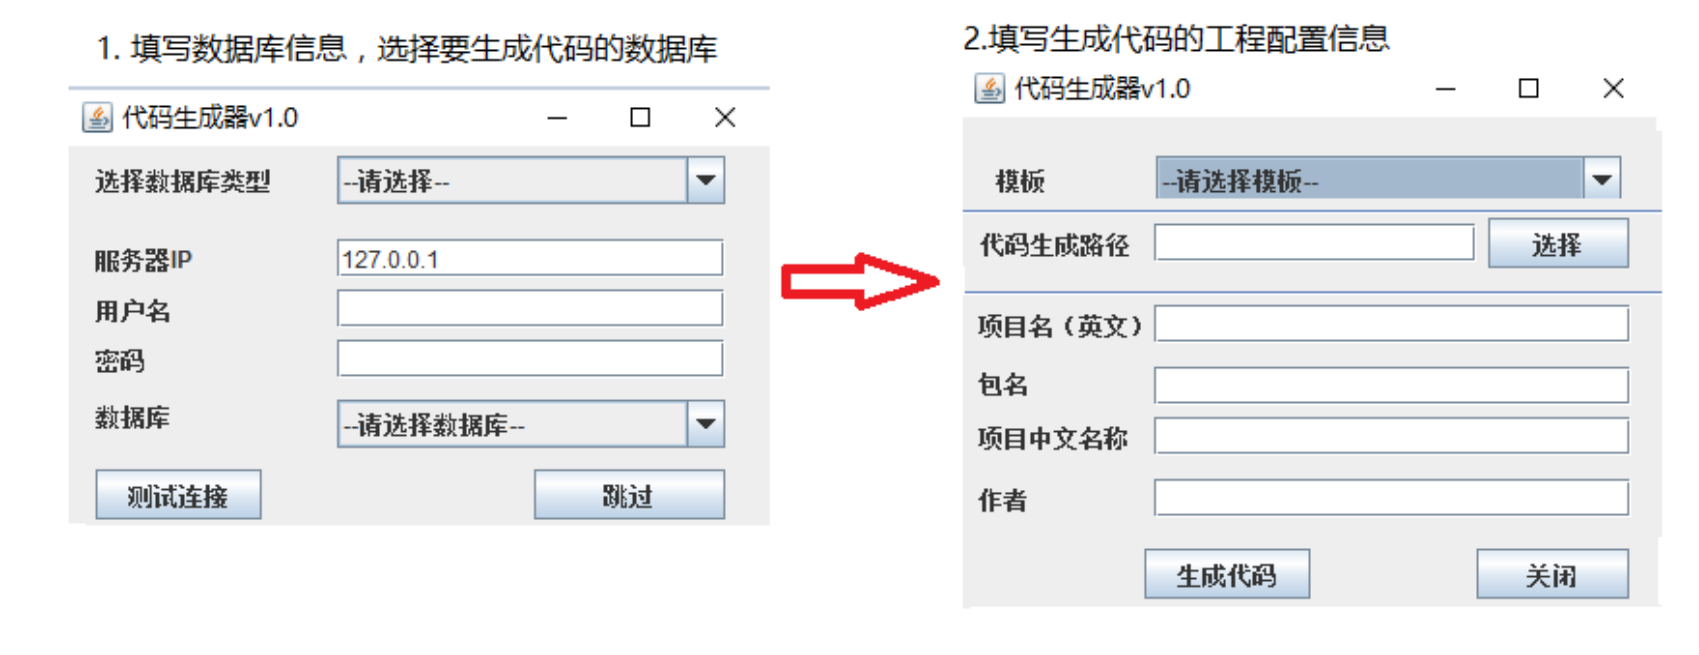 1. 填写数据库信息，选择要生成代码的数据库
代码生成器v1.0
选择数据库类型
--请选择--
服务器IP
127.0.0.1
用户名
密码
数据库
--请选择数据库--
测试连接
跳过
2.填写生成代码的工程配置信息
代码生成器v1.0
模板
--请选择模板--
代码生成路径
选择
项目名（英文）
包名
项目中文名称
作者
生成代码
关闭